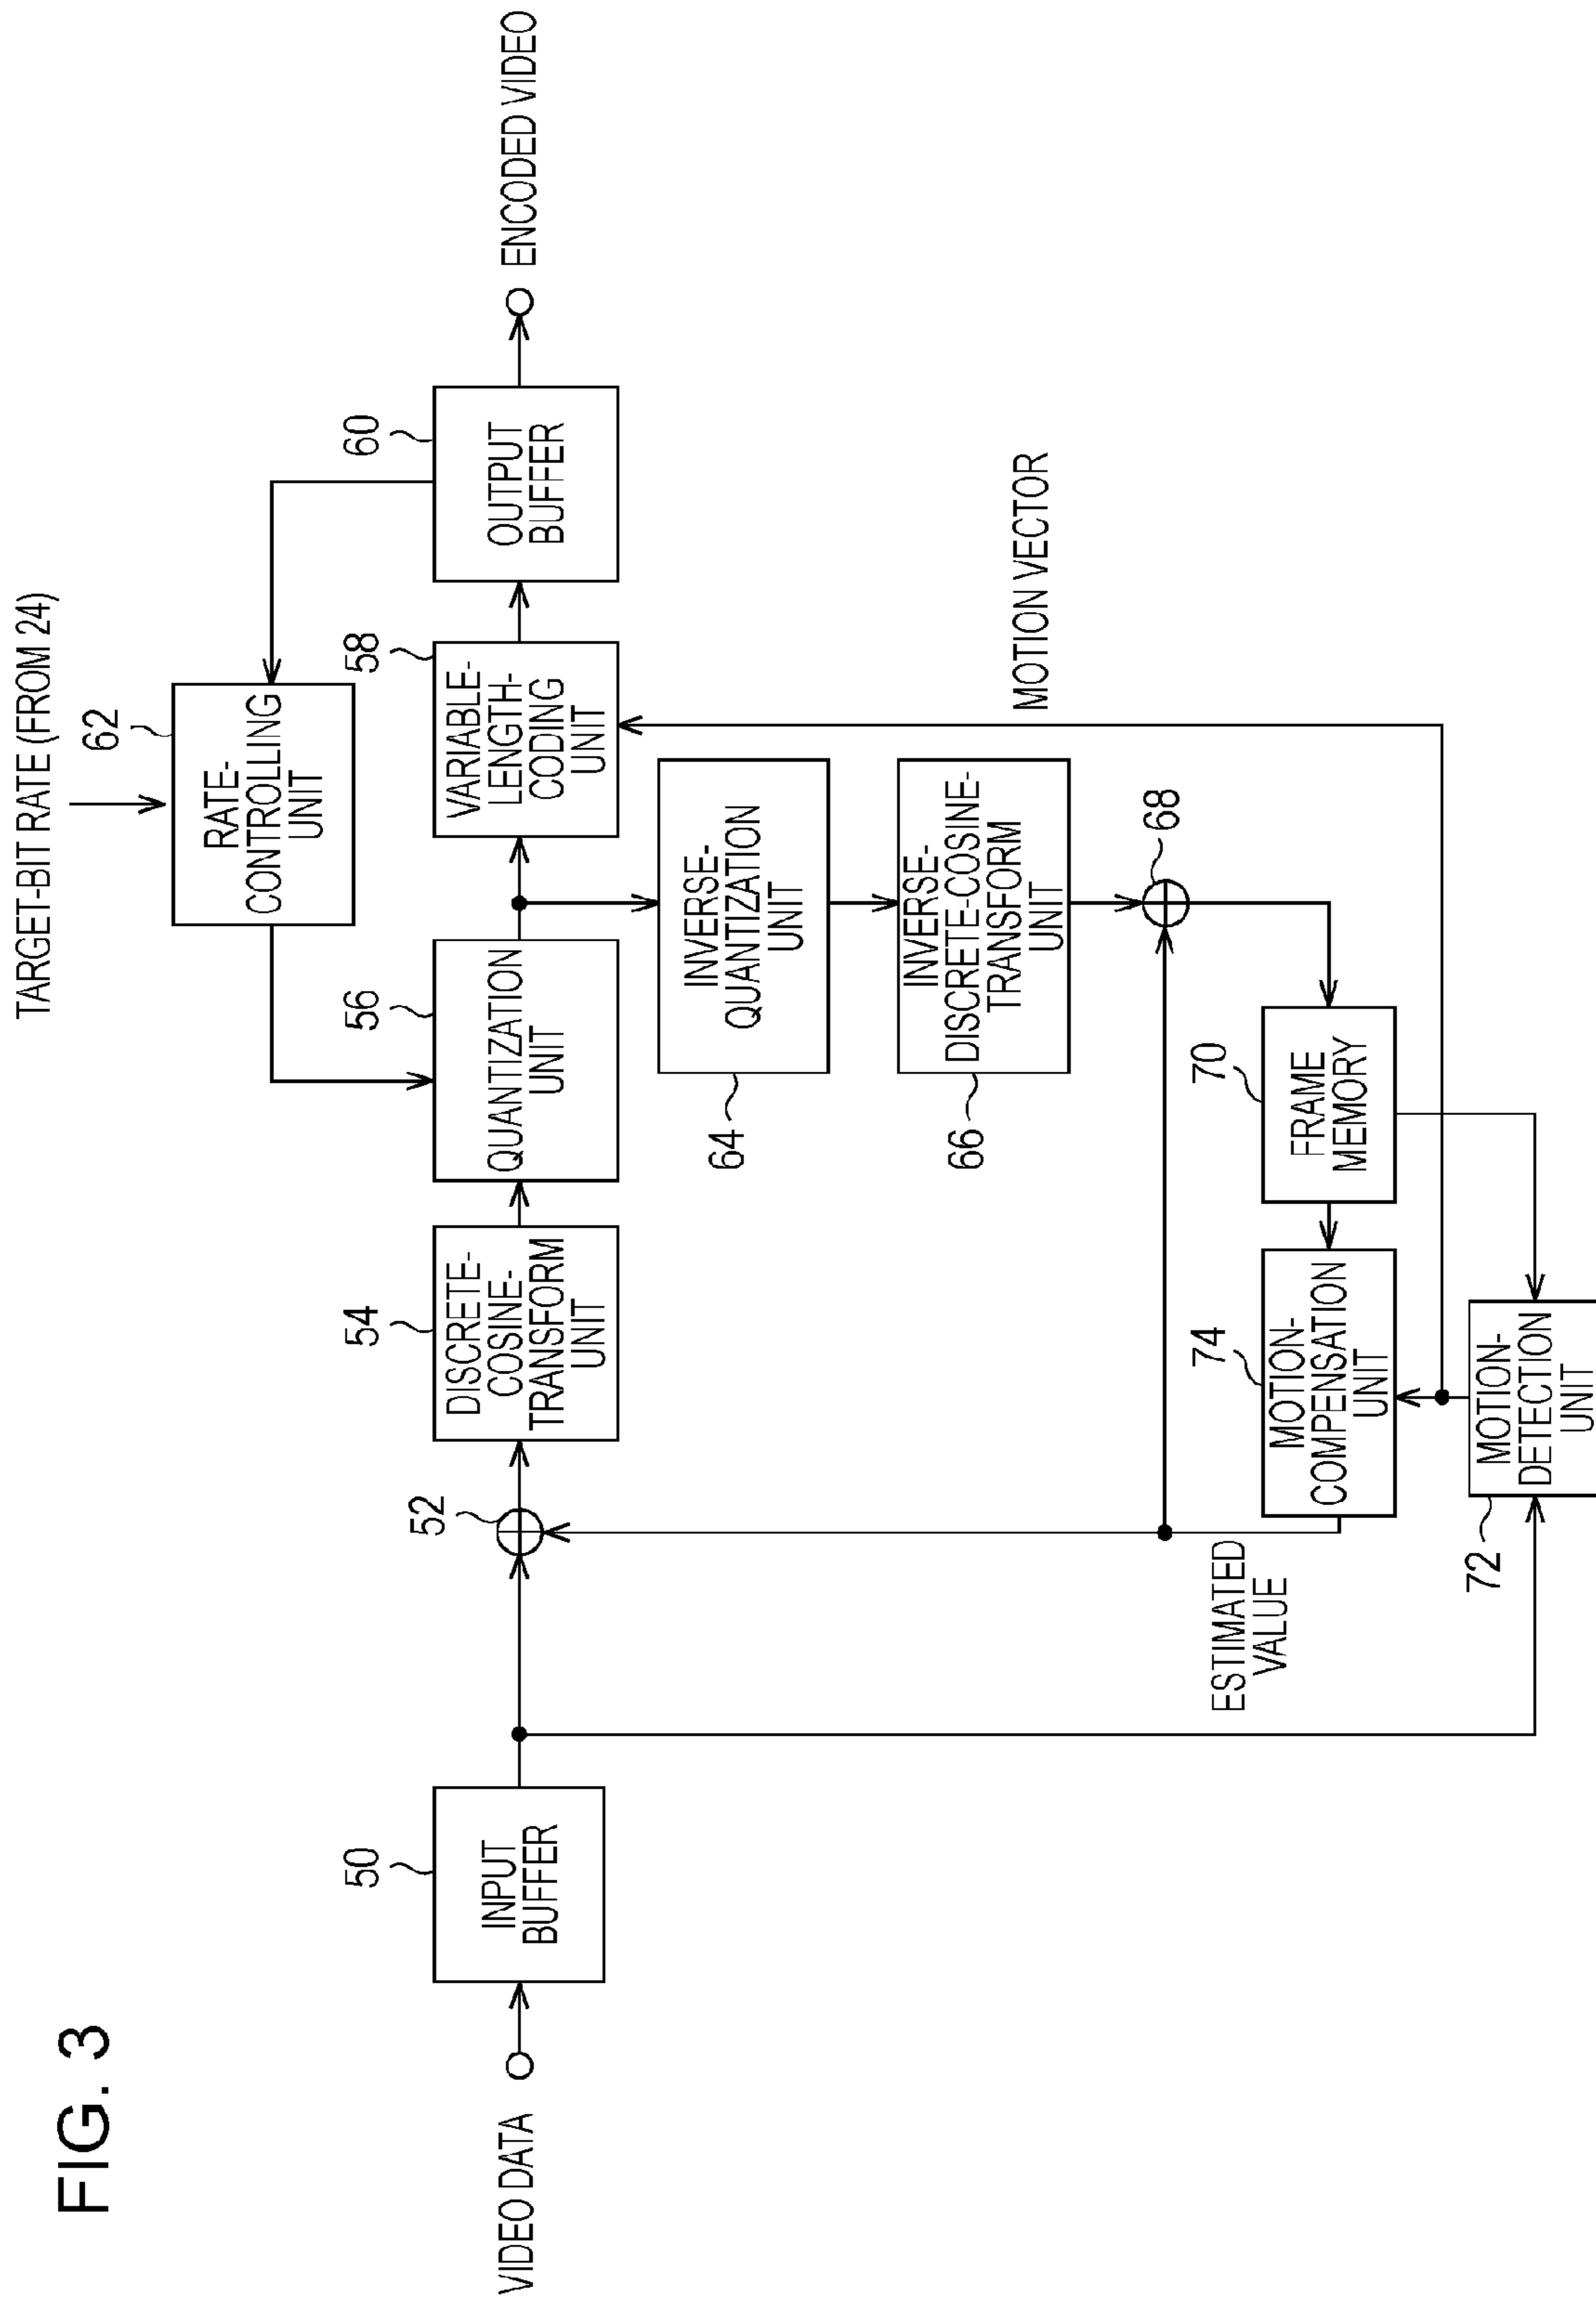 FIG. 3
TARGET-BIT RATE (FROM 24)
62
RATE-
CONTROLLING
UNIT
50
54
56
58
60
52
VIDEO DATA
INPUT
BUFFER
DISCRETE-
COSINE-
TRANSFORM
UNIT
QUANTIZATION
UNIT
VARIABLE-
LENGTH-
CODING
UNIT
OUTPUT
BUFFER
ENCODED VIDEO
64
INVERSE-
QUANTIZATION
UNIT
66
INVERSE-
DISCRETE-COSINE-
TRANSFORM
UNIT
MOTION VECTOR
68
ESTIMATED
VALUE
74
MOTION-
COMPENSATION
UNIT
70
FRAME
MEMORY
72
MOTION-
DETECTION
UNIT